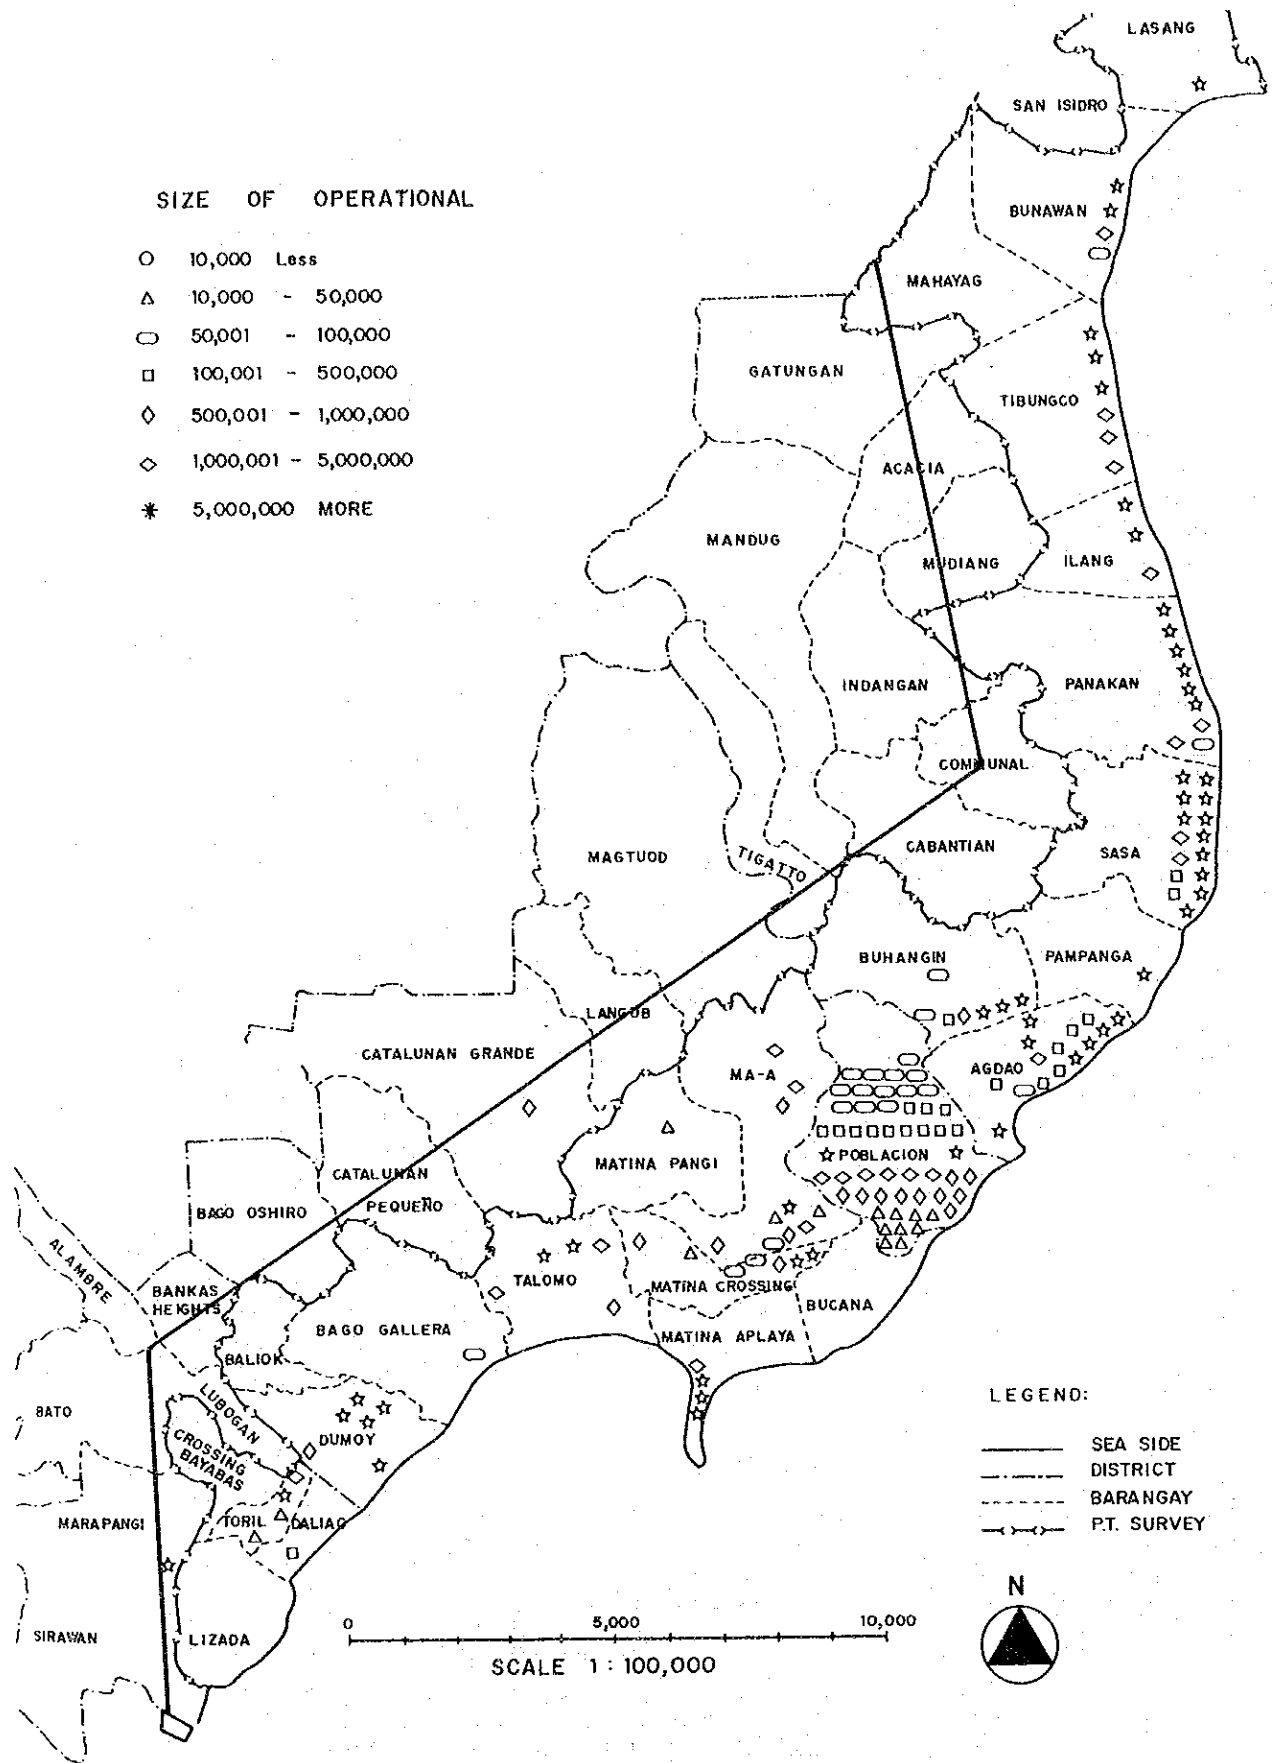 LASANG
SAN ISIDRO
SIZE OF OPERATIONAL
10,000 Less
10,000 - 50,000
50,001 - 100,000
100,001 - 500,000
500,001 - 1,000,000
1,000,001 - 5,000,000
5,000,000 MORE
BUNAWAN
MAHAYAG
GATUNGAN
TIBUNGCO
ACACIA
MANDUG
MUDIANG
ILANG
INDANGAN
PANAKAN
COMMUNAL
CABANTIAN
SASA
MAGTUOD
TIGATTO
BUHANGIN
PAMPANGA
LANGUB
CATALUNAN GRANDE
MA-A
AGDAO
MATINA PANGI
POBLACION
CATALUNAN
PEQUEÑO
BAGO OSHIRO
ALAMBRE
BANKAS
HEIGHTS
TALOMO
MATINA CROSSING
BUCANA
BAGO GALLERA
MATINA APLAYA
BALIOK
LUBOGAN
BATO
CROSSING
BAYABAS
DUMOY
MARAPANGI
TORIL
DALIAO
SIRAWAN
LIZADA
LEGEND:
SEA SIDE
DISTRICT
BARANGAY
P.T. SURVEY
N
0 5,000 10,000
SCALE 1 : 100,000